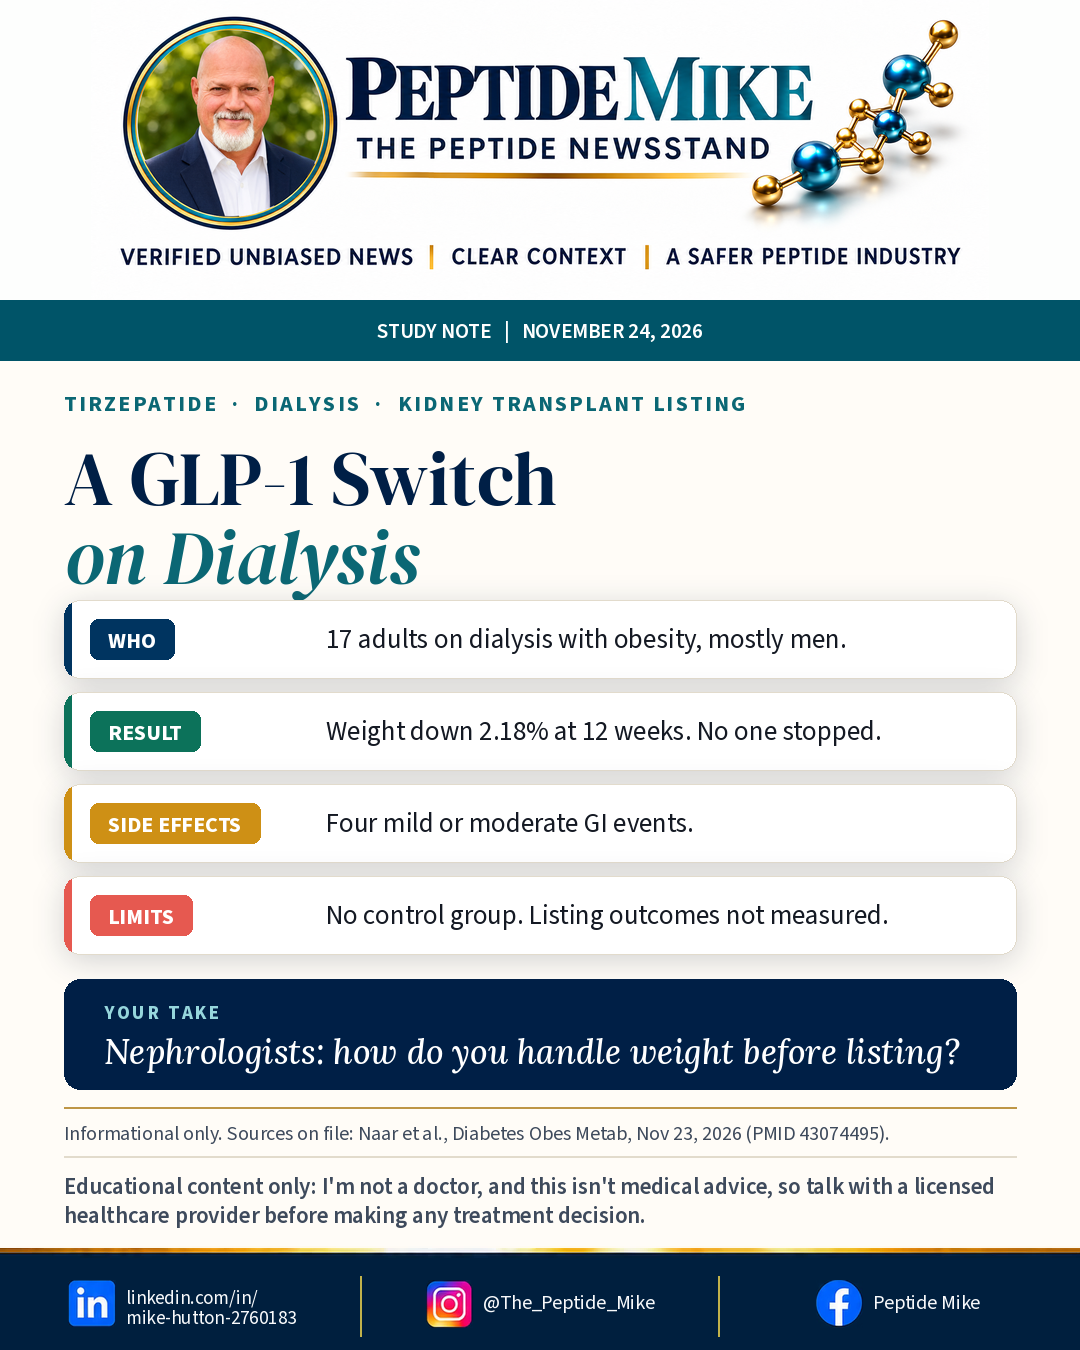 PEPTIDEMIKE
THE PEPTIDE NEWSSTAND
VERIFIED UNBIASED NEWS | CLEAR CONTEXT | A SAFER PEPTIDE INDUSTRY
STUDY NOTE | NOVEMBER 24, 2026
TIRZEPATIDE · DIALYSIS · KIDNEY TRANSPLANT LISTING
A GLP-1 Switch
on Dialysis
WHO 17 adults on dialysis with obesity, mostly men.
RESULT Weight down 2.18% at 12 weeks. No one stopped.
SIDE EFFECTS Four mild or moderate GI events.
LIMITS No control group. Listing outcomes not measured.
YOUR TAKE
Nephrologists: how do you handle weight before listing?
Informational only. Sources on file: Naar et al., Diabetes Obes Metab, Nov 23, 2026 (PMID 43074495).
Educational content only: I'm not a doctor, and this isn't medical advice, so talk with a licensed
healthcare provider before making any treatment decision.
in linkedin.com/in/
mike-hutton-2760183
@The_Peptide_Mike
f Peptide Mike